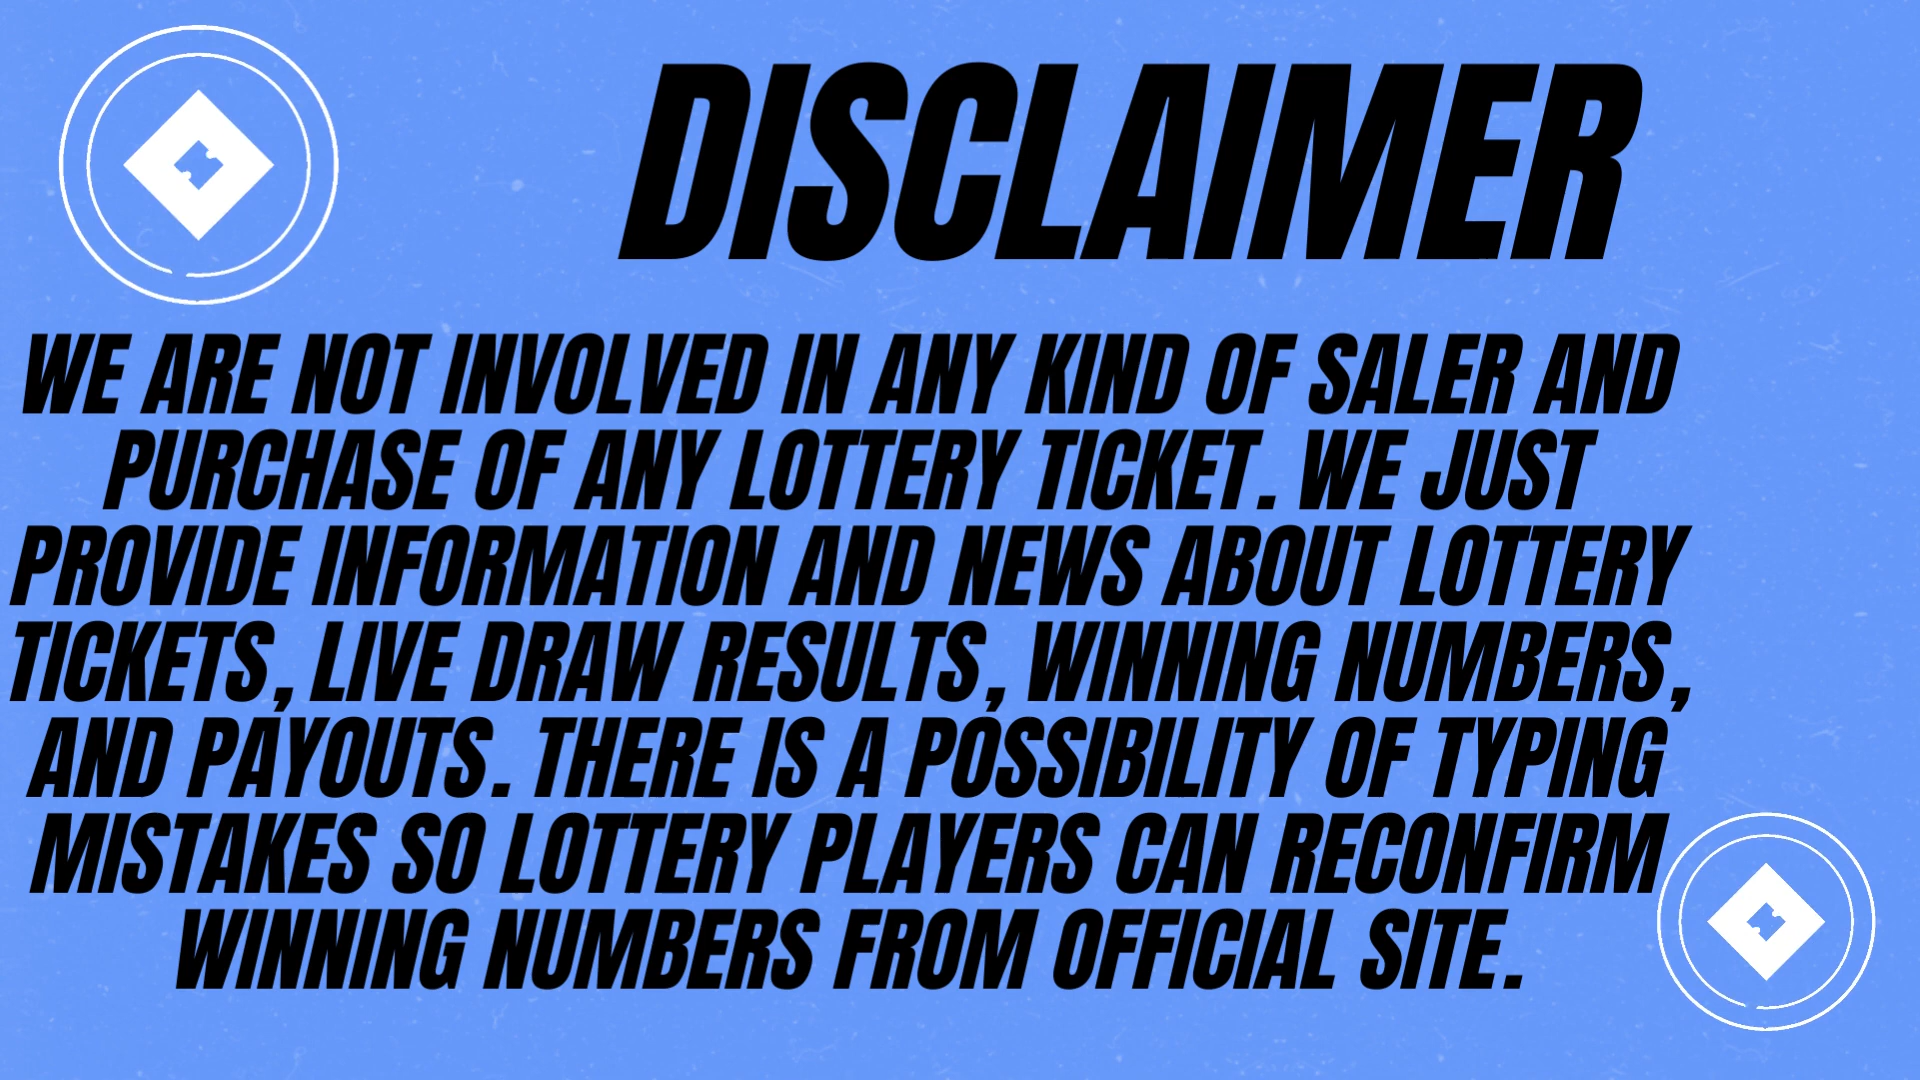 DISCLAIMER
WE ARE NOT INVOLVED IN ANY KIND OF SALER AND
PURCHASE OF ANY LOTTERY TICKET. WE JUST
PROVIDE INFORMATION AND NEWS ABOUT LOTTERY
TICKETS, LIVE DRAW RESULTS, WINNING NUMBERS,
AND PAYOUTS. THERE IS A POSSIBILITY OF TYPING
MISTAKES SO LOTTERY PLAYERS CAN RECONFIRM
WINNING NUMBERS FROM OFFICIAL SITE.